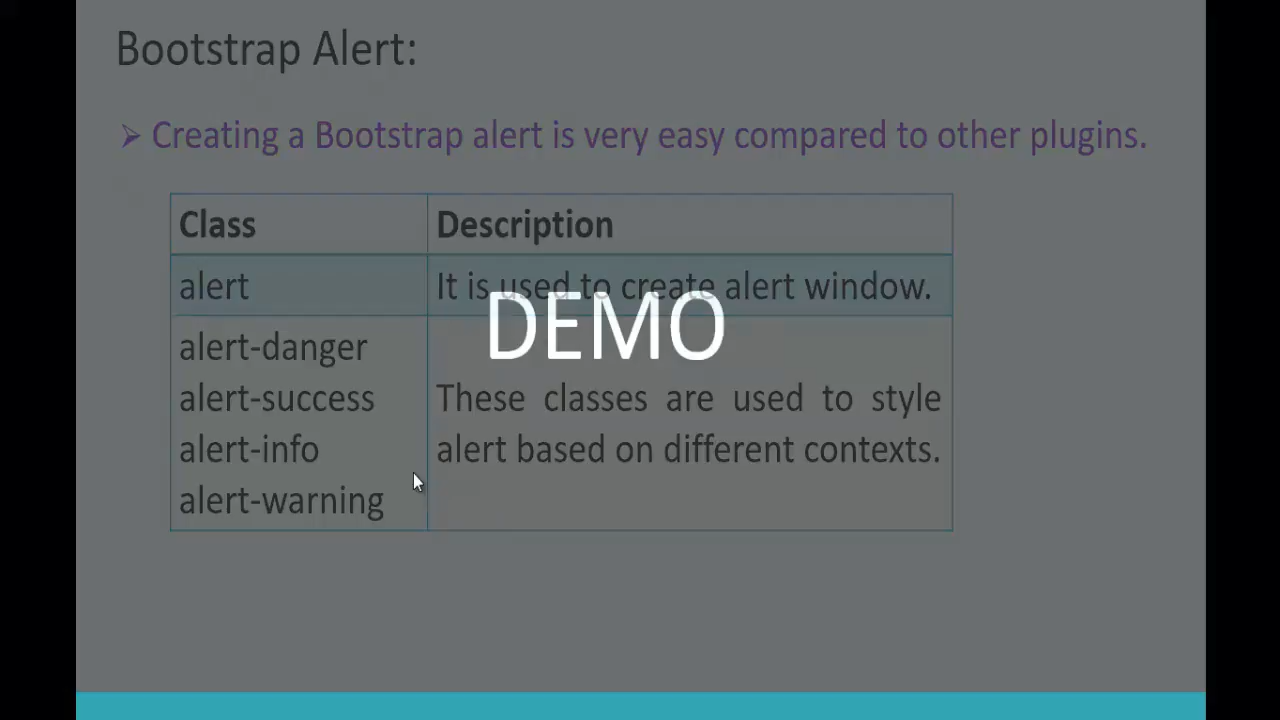 Bootstrap Alert:
➢ Creating a Bootstrap alert is very easy compared to other plugins.
Class Description
alert It is used to create alert window.
DEMO
alert-danger
alert-success These classes are used to style
alert-info alert based on different contexts.
alert-warning